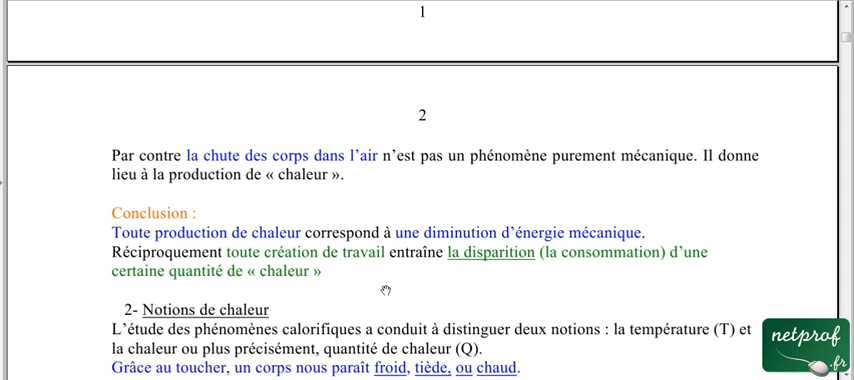 1
2
Par contre la chute des corps dans l’air n’est pas un phénomène purement mécanique. Il donne
lieu à la production de « chaleur ».
Conclusion :
Toute production de chaleur correspond à une diminution d’énergie mécanique.
Réciproquement toute création de travail entraîne la disparition (la consommation) d’une
certaine quantité de « chaleur »
2- Notions de chaleur
L’étude des phénomènes calorifiques a conduit à distinguer deux notions : la température (T) et
la chaleur ou plus précisément, quantité de chaleur (Q).
Grâce au toucher, un corps nous paraît froid, tiède, ou chaud.
netprof
.fr